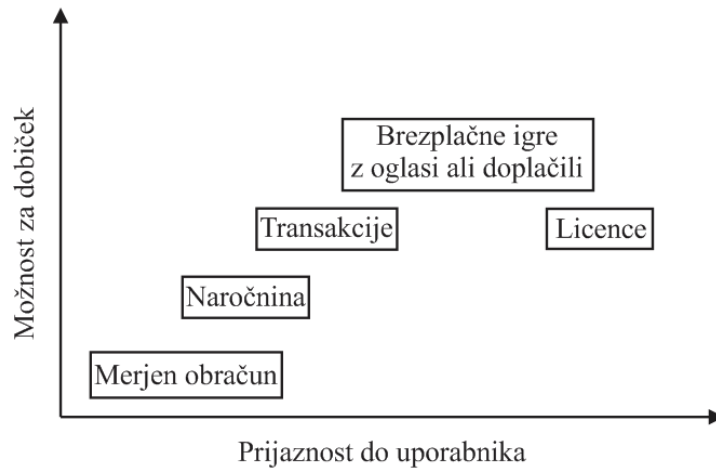 Možnost za dobiček
Brezplačne igre
z oglasi ali doplačili
Transakcije
Licence
Naročnina
Merjen obračun
Prijaznost do uporabnika